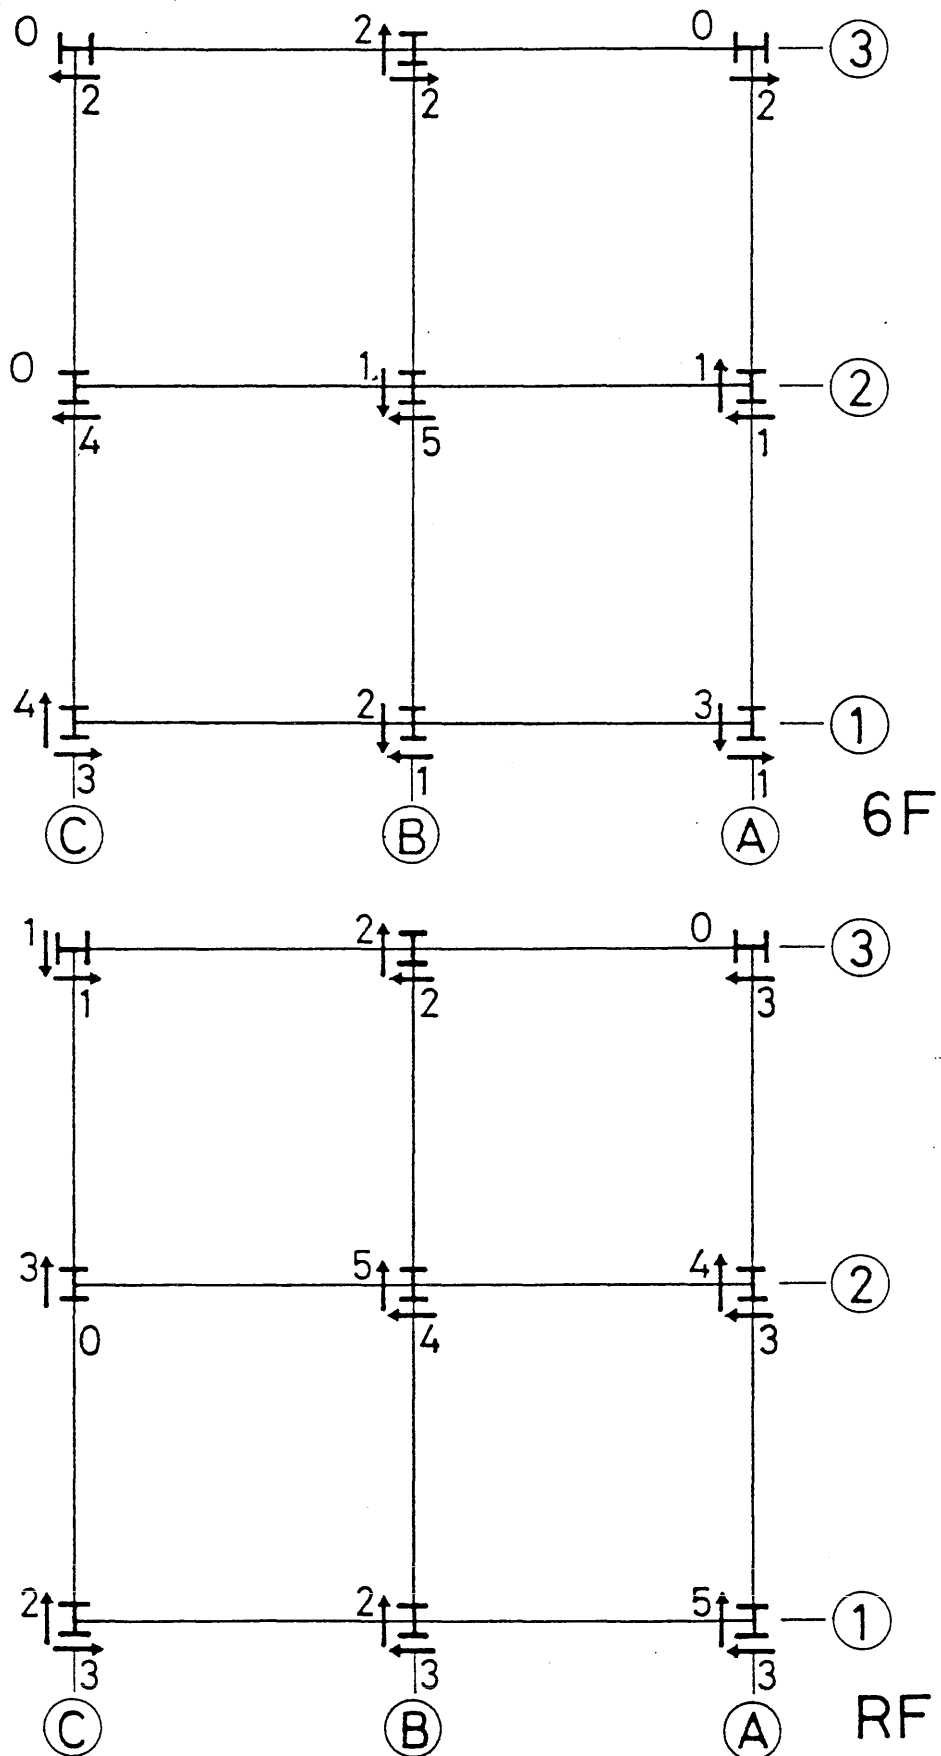 0 2 0 ③
2 2 2
0 1 1 ②
4 5 1
4 2 3 ①
3 1 1
Ⓒ Ⓑ Ⓐ 6F
1 2 0 ③
1 2 3
3 5 4 ②
0 4 3
2 2 5 ①
3 3 3
Ⓒ Ⓑ Ⓐ RF